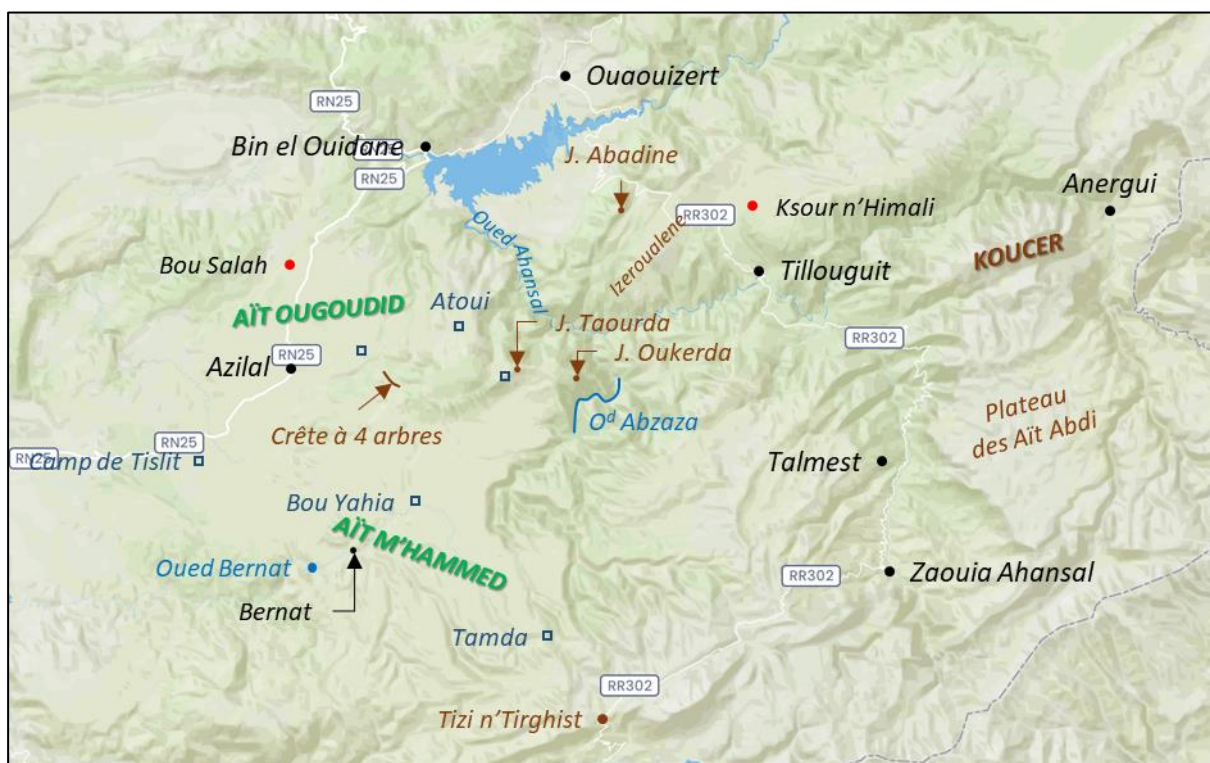 Ouaouizert
RN25
Bin el Ouidane
RN25
RN25
J. Abadine
Anergui
RR302
Ksour n'Himali
Oued Ahansal
Izeroualene
KOUCER
Bou Salah
Tillouguit
AÏT OUGOUDID
Atoui
J. Taourda
RR302
RN25
J. Oukerda
Azilal
Oᵈ Abzaza
Crête à 4 arbres
Plateau
des Aït Abdi
RN25
RN25
Camp de Tislit
Talmest
Bou Yahia
AÏT M'HAMMED
Oued Bernat
RR302
Zaouia Ahansal
Bernat
Tamda
RR302
Tizi n'Tirghist